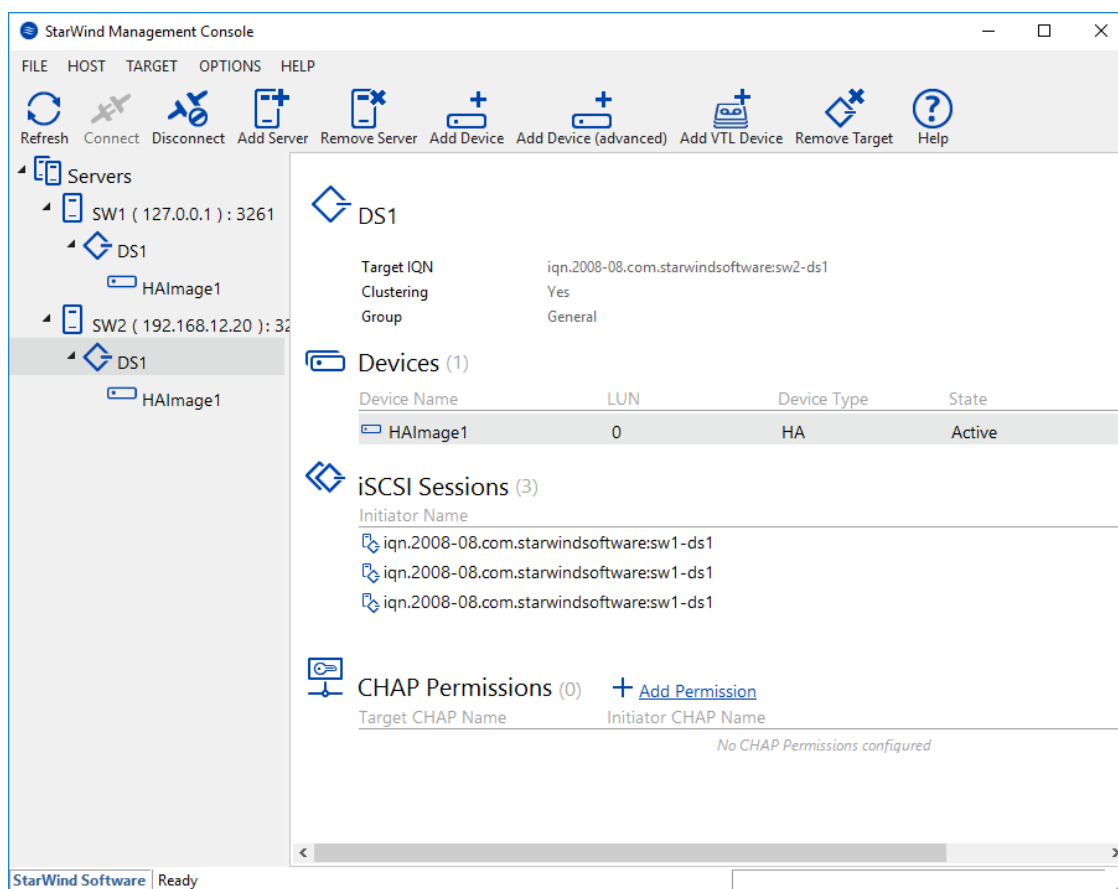 StarWind Management Console
FILE HOST TARGET OPTIONS HELP
Refresh Connect Disconnect Add Server Remove Server Add Device Add Device (advanced) Add VTL Device Remove Target Help
Servers
SW1 ( 127.0.0.1 ) : 3261
DS1
HAImage1
SW2 ( 192.168.12.20 ) : 32
DS1
HAImage1
DS1
Target IQN iqn.2008-08.com.starwindsoftware:sw2-ds1
Clustering Yes
Group General
Devices (1)
Device Name LUN Device Type State
HAImage1 0 HA Active
iSCSI Sessions (3)
Initiator Name
iqn.2008-08.com.starwindsoftware:sw1-ds1
iqn.2008-08.com.starwindsoftware:sw1-ds1
iqn.2008-08.com.starwindsoftware:sw1-ds1
CHAP Permissions (0) Add Permission
Target CHAP Name Initiator CHAP Name
No CHAP Permissions configured
StarWind Software Ready